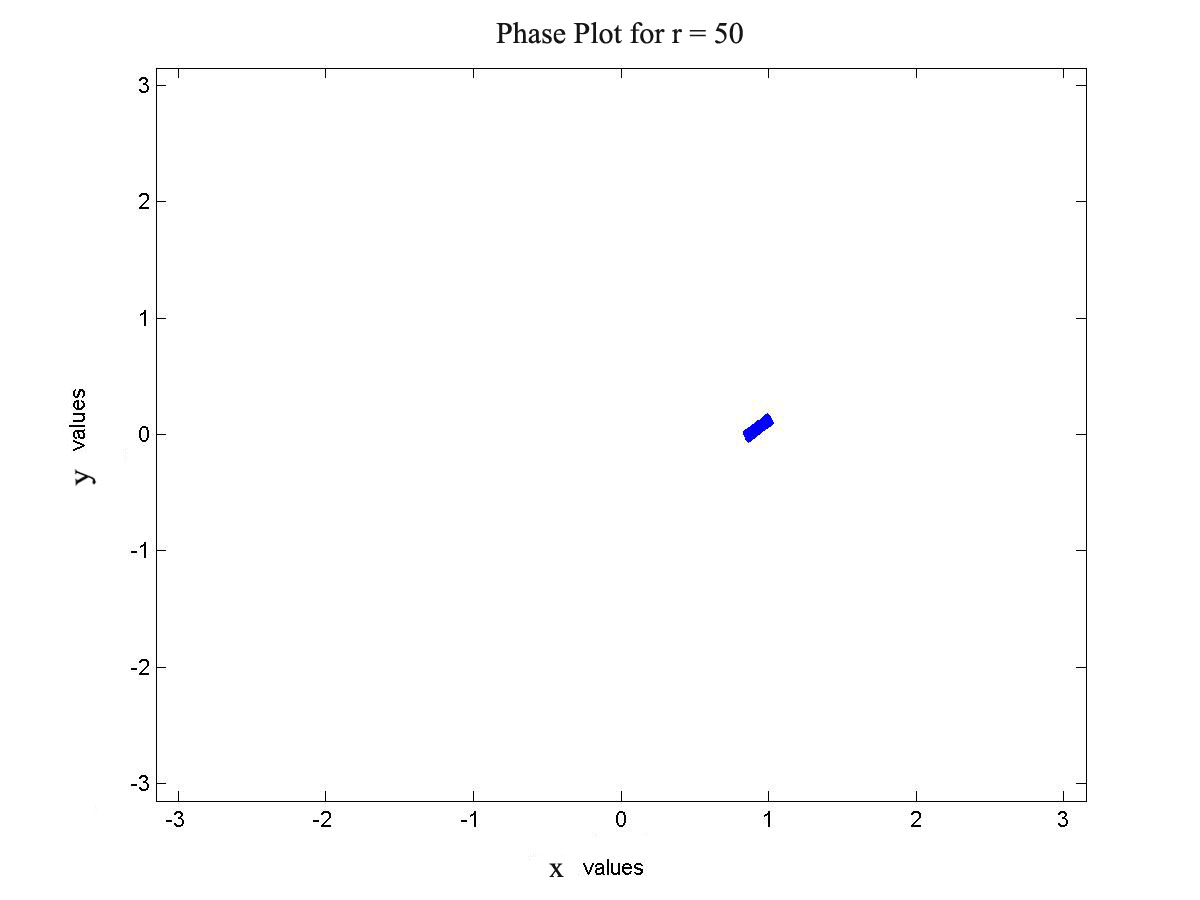 Phase Plot for r = 50
3
2
1
0
-1
-2
-3
y values
-3 -2 -1 0 1 2 3
x values